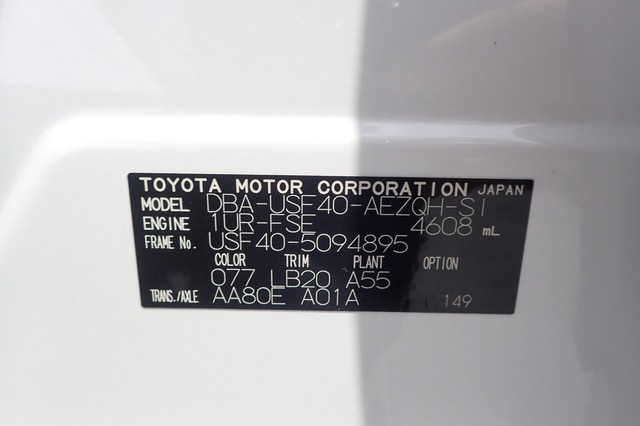 TOYOTA MOTOR CORPORATION JAPAN
MODEL DBA-USF40-AEZQH-SI
ENGINE 1UR-FSE 4608 mL
FRAME No. USF40-5094895
COLOR TRIM PLANT OPTION
077 LB20 A55
TRANS./AXLE AA80E A01A 149